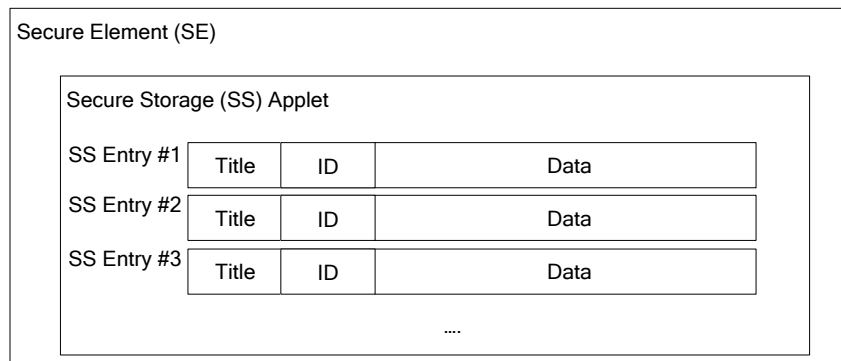 Secure Element (SE)
Secure Storage (SS) Applet
SS Entry #1 Title ID Data
SS Entry #2 Title ID Data
SS Entry #3 Title ID Data
....